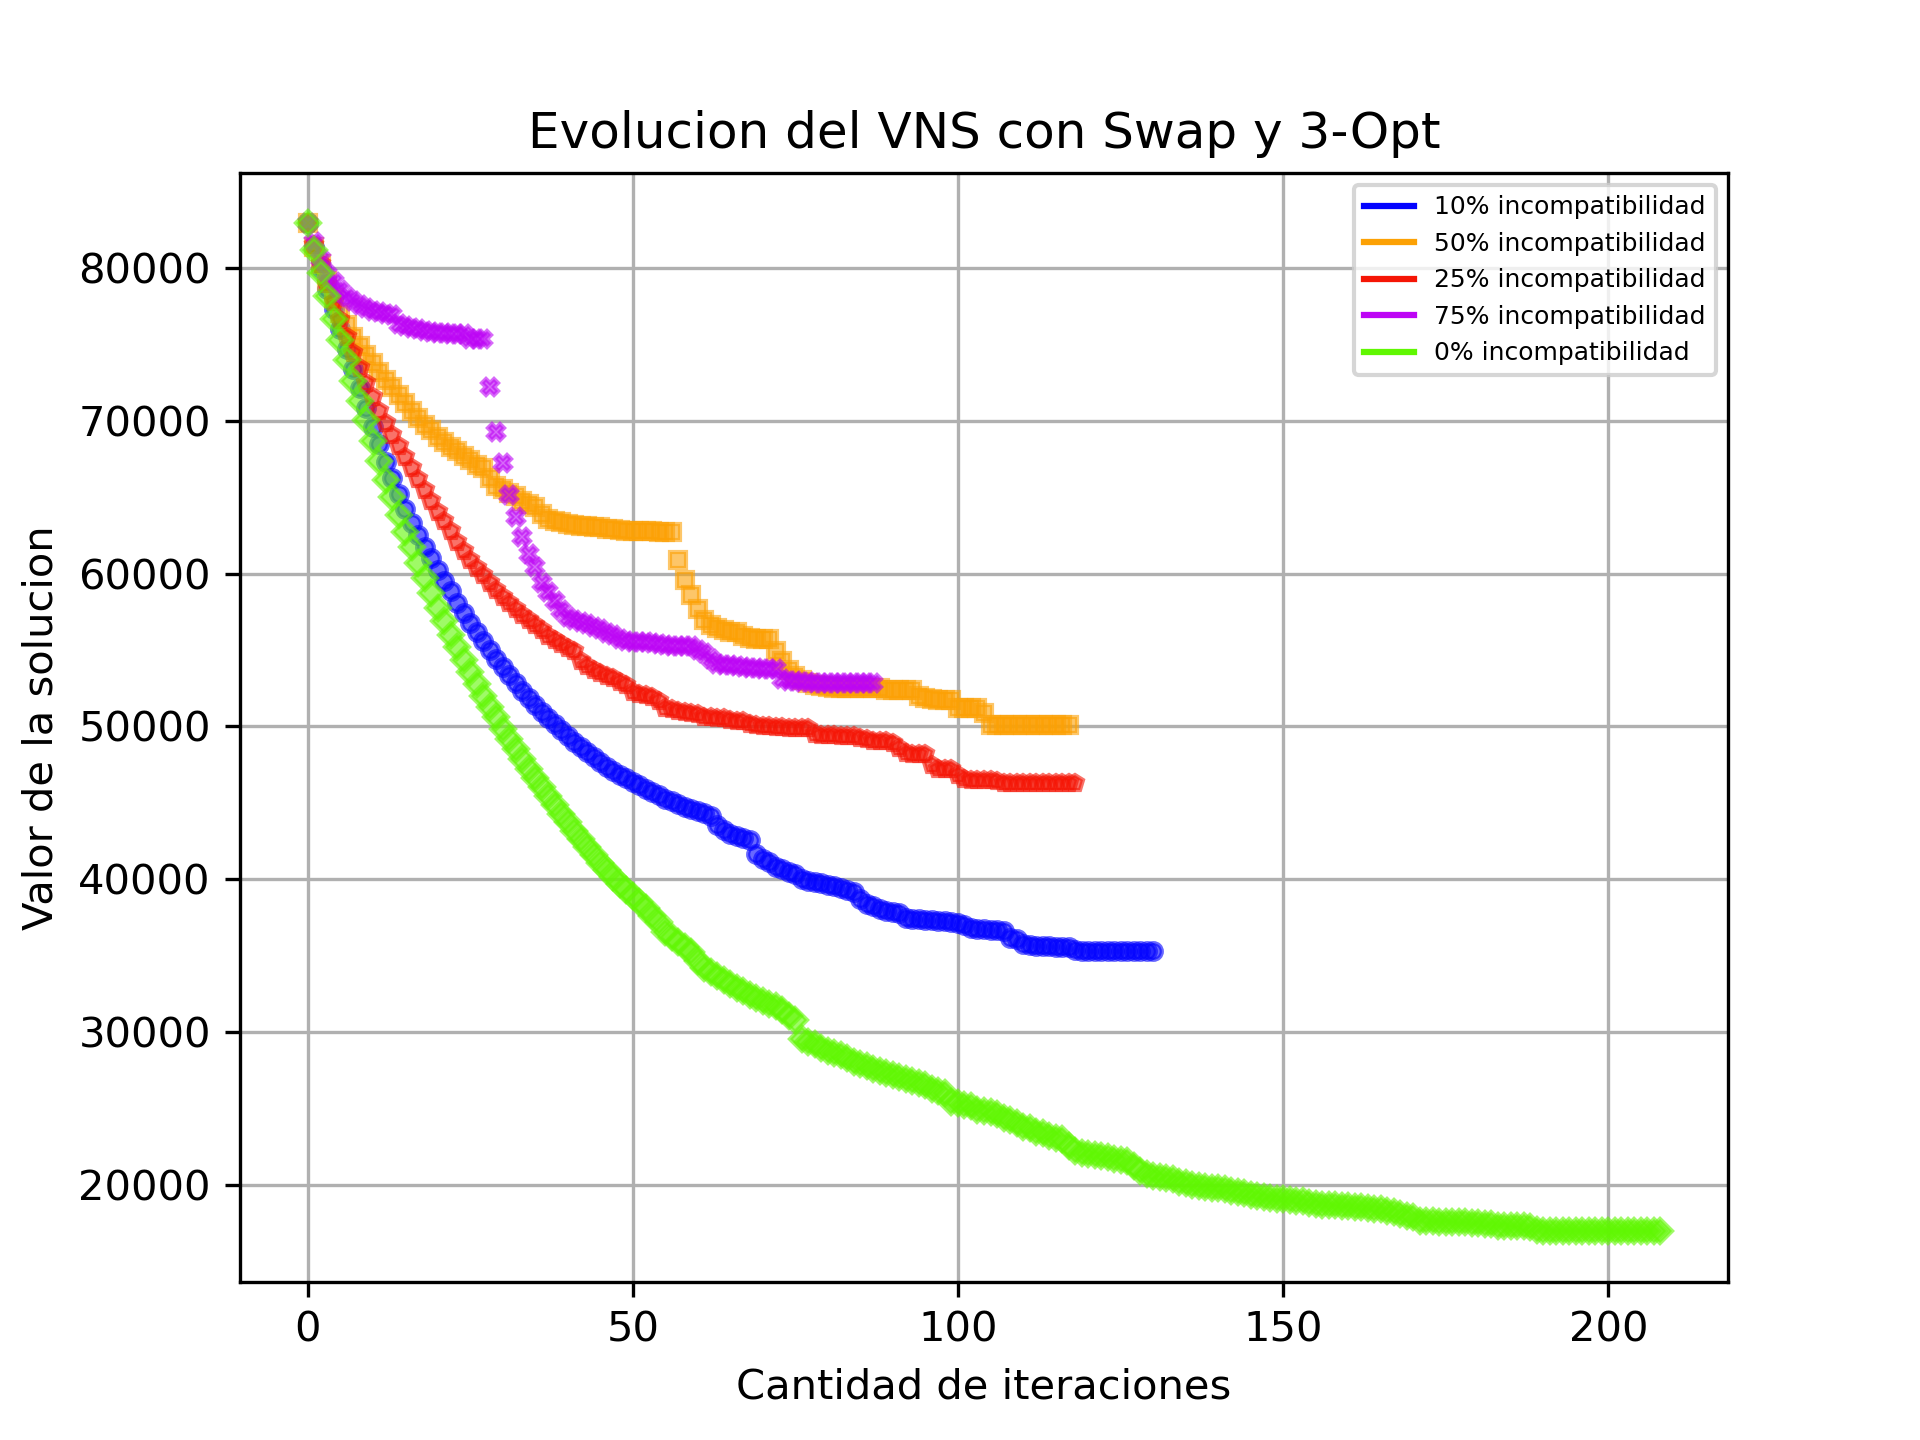 Evolucion del VNS con Swap y 3-Opt
10% incompatibilidad
50% incompatibilidad
25% incompatibilidad
75% incompatibilidad
0% incompatibilidad
Valor de la solucion
80000
70000
60000
50000
40000
30000
20000
0 50 100 150 200
Cantidad de iteraciones